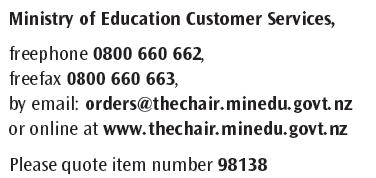 Ministry of Education Customer Services,
freephone 0800 660 662,
freefax 0800 660 663,
by email: orders@thechair.minedu.govt.nz
or online at www.thechair.minedu.govt.nz
Please quote item number 98138